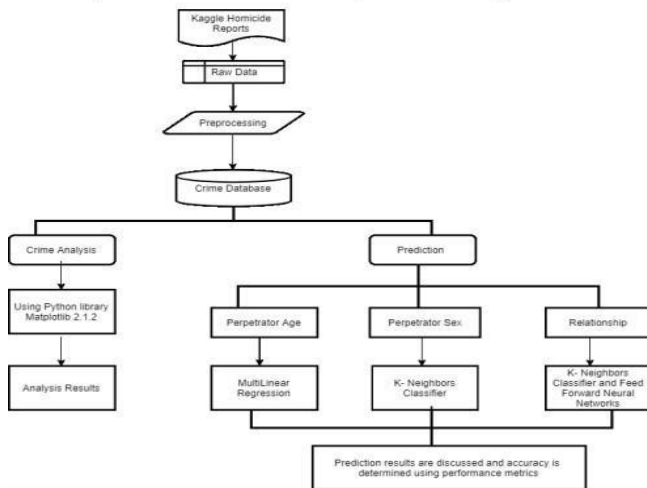 Kaggle Homicide
Reports
Raw Data
Preprocessing
Crime Database
Crime Analysis
Prediction
Using Python library
Matplotlib 2.1.2
Perpetrator Age
Perpetrator Sex
Relationship
Analysis Results
MultiLinear
Regression
K- Neighbors
Classifier
K- Neighbors
Classifier and Feed
Forward Neural
Networks
Prediction results are discussed and accuracy is
determined using performance metrics